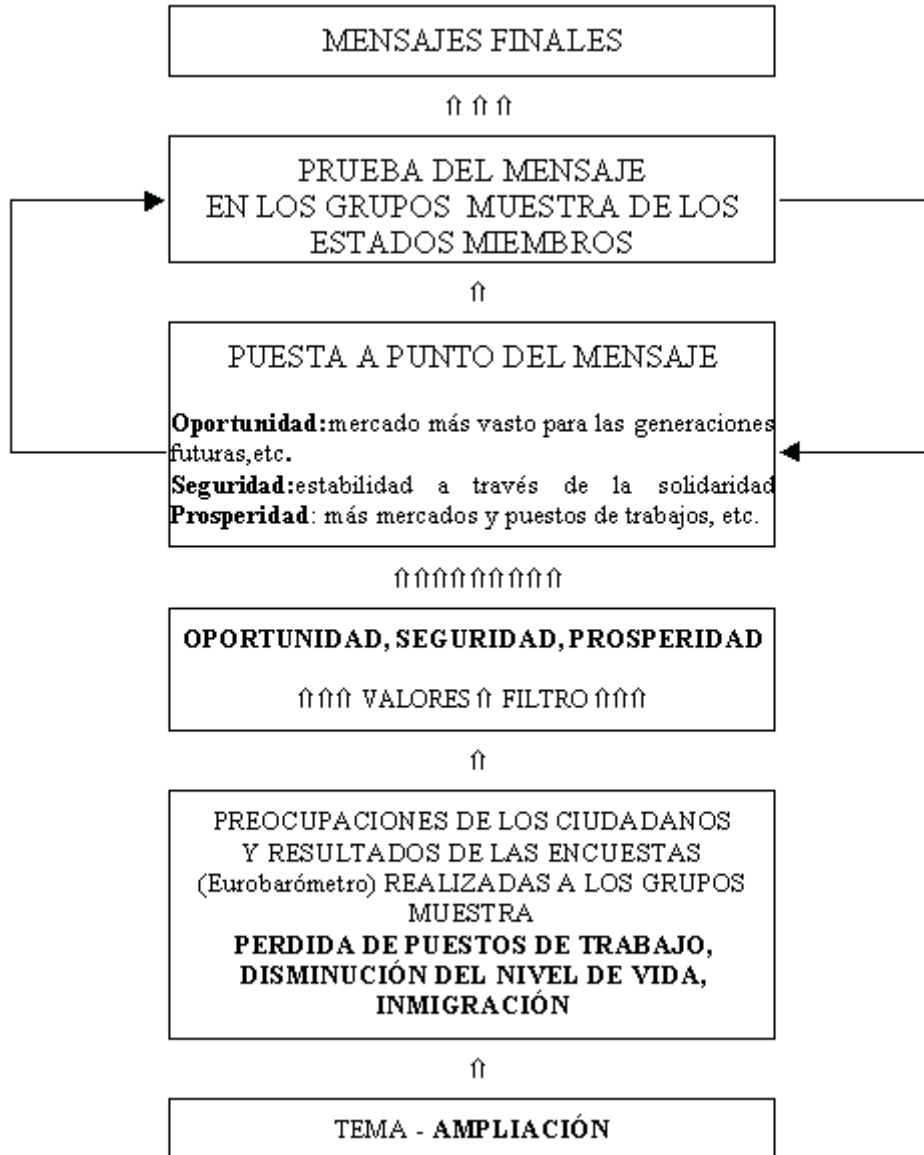 MENSAJES FINALES
⇑ ⇑ ⇑
PRUEBA DEL MENSAJE
EN LOS GRUPOS MUESTRA DE LOS
ESTADOS MIEMBROS
⇑
PUESTA A PUNTO DEL MENSAJE
Oportunidad:mercado más vasto para las generaciones
futuras,etc.
Seguridad:estabilidad a través de la solidaridad
Prosperidad: más mercados y puestos de trabajos, etc.
⇑⇑⇑⇑⇑⇑⇑⇑⇑
OPORTUNIDAD, SEGURIDAD, PROSPERIDAD
⇑⇑⇑ VALORES ⇑ FILTRO ⇑⇑⇑
⇑
PREOCUPACIONES DE LOS CIUDADANOS
Y RESULTADOS DE LAS ENCUESTAS
(Eurobarómetro) REALIZADAS A LOS GRUPOS
MUESTRA
PERDIDA DE PUESTOS DE TRABAJO,
DISMINUCIÓN DEL NIVEL DE VIDA,
INMIGRACIÓN
⇑
TEMA - AMPLIACIÓN